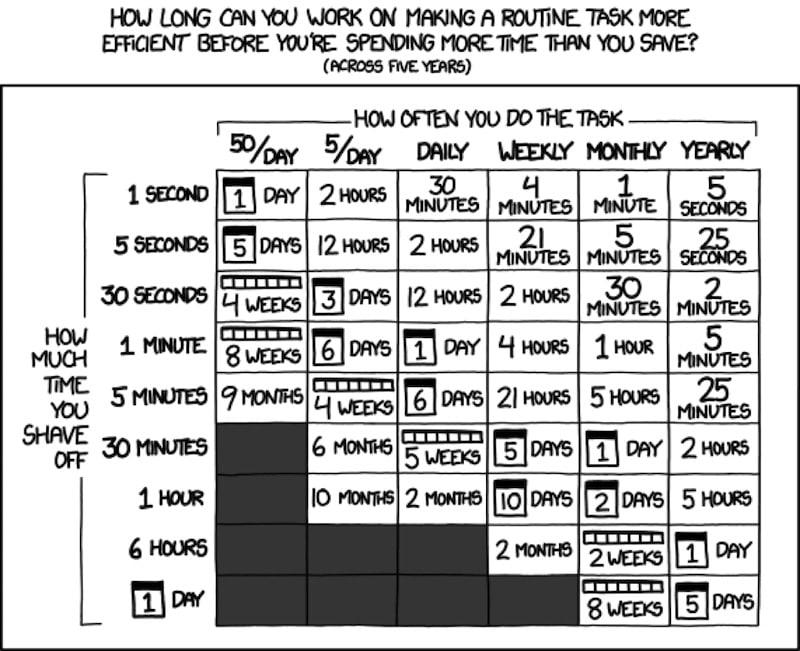 HOW LONG CAN YOU WORK ON MAKING A ROUTINE TASK MORE
EFFICIENT BEFORE YOU'RE SPENDING MORE TIME THAN YOU SAVE?
(ACROSS FIVE YEARS)
HOW OFTEN YOU DO THE TASK
50/DAY 5/DAY DAILY WEEKLY MONTHLY YEARLY
HOW MUCH TIME YOU SHAVE OFF
1 SECOND 1 DAY 2 HOURS 30 MINUTES 4 MINUTES 1 MINUTE 5 SECONDS
5 SECONDS 5 DAYS 12 HOURS 2 HOURS 21 MINUTES 5 MINUTES 25 SECONDS
30 SECONDS 4 WEEKS 3 DAYS 12 HOURS 2 HOURS 30 MINUTES 2 MINUTES
1 MINUTE 8 WEEKS 6 DAYS 1 DAY 4 HOURS 1 HOUR 5 MINUTES
5 MINUTES 9 MONTHS 4 WEEKS 6 DAYS 21 HOURS 5 HOURS 25 MINUTES
30 MINUTES 6 MONTHS 5 WEEKS 5 DAYS 1 DAY 2 HOURS
1 HOUR 10 MONTHS 2 MONTHS 10 DAYS 2 DAYS 5 HOURS
6 HOURS 2 MONTHS 2 WEEKS 1 DAY
1 DAY 8 WEEKS 5 DAYS